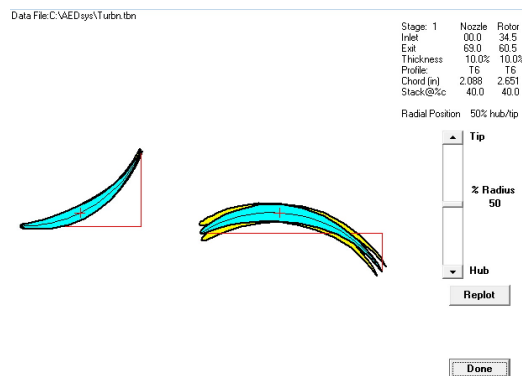 Data File:C:\AEDsys\Turbn.tbn
Stage: 1 Nozzle Rotor
Inlet 00.0 34.5
Exit 69.0 60.5
Thickness 10.0% 10.0%
Profile: T6 T6
Chord (in) 2.088 2.651
Stack@%c 40.0 40.0
Radial Position 50% hub/tip
Tip
% Radius
50
Hub
Replot
Done